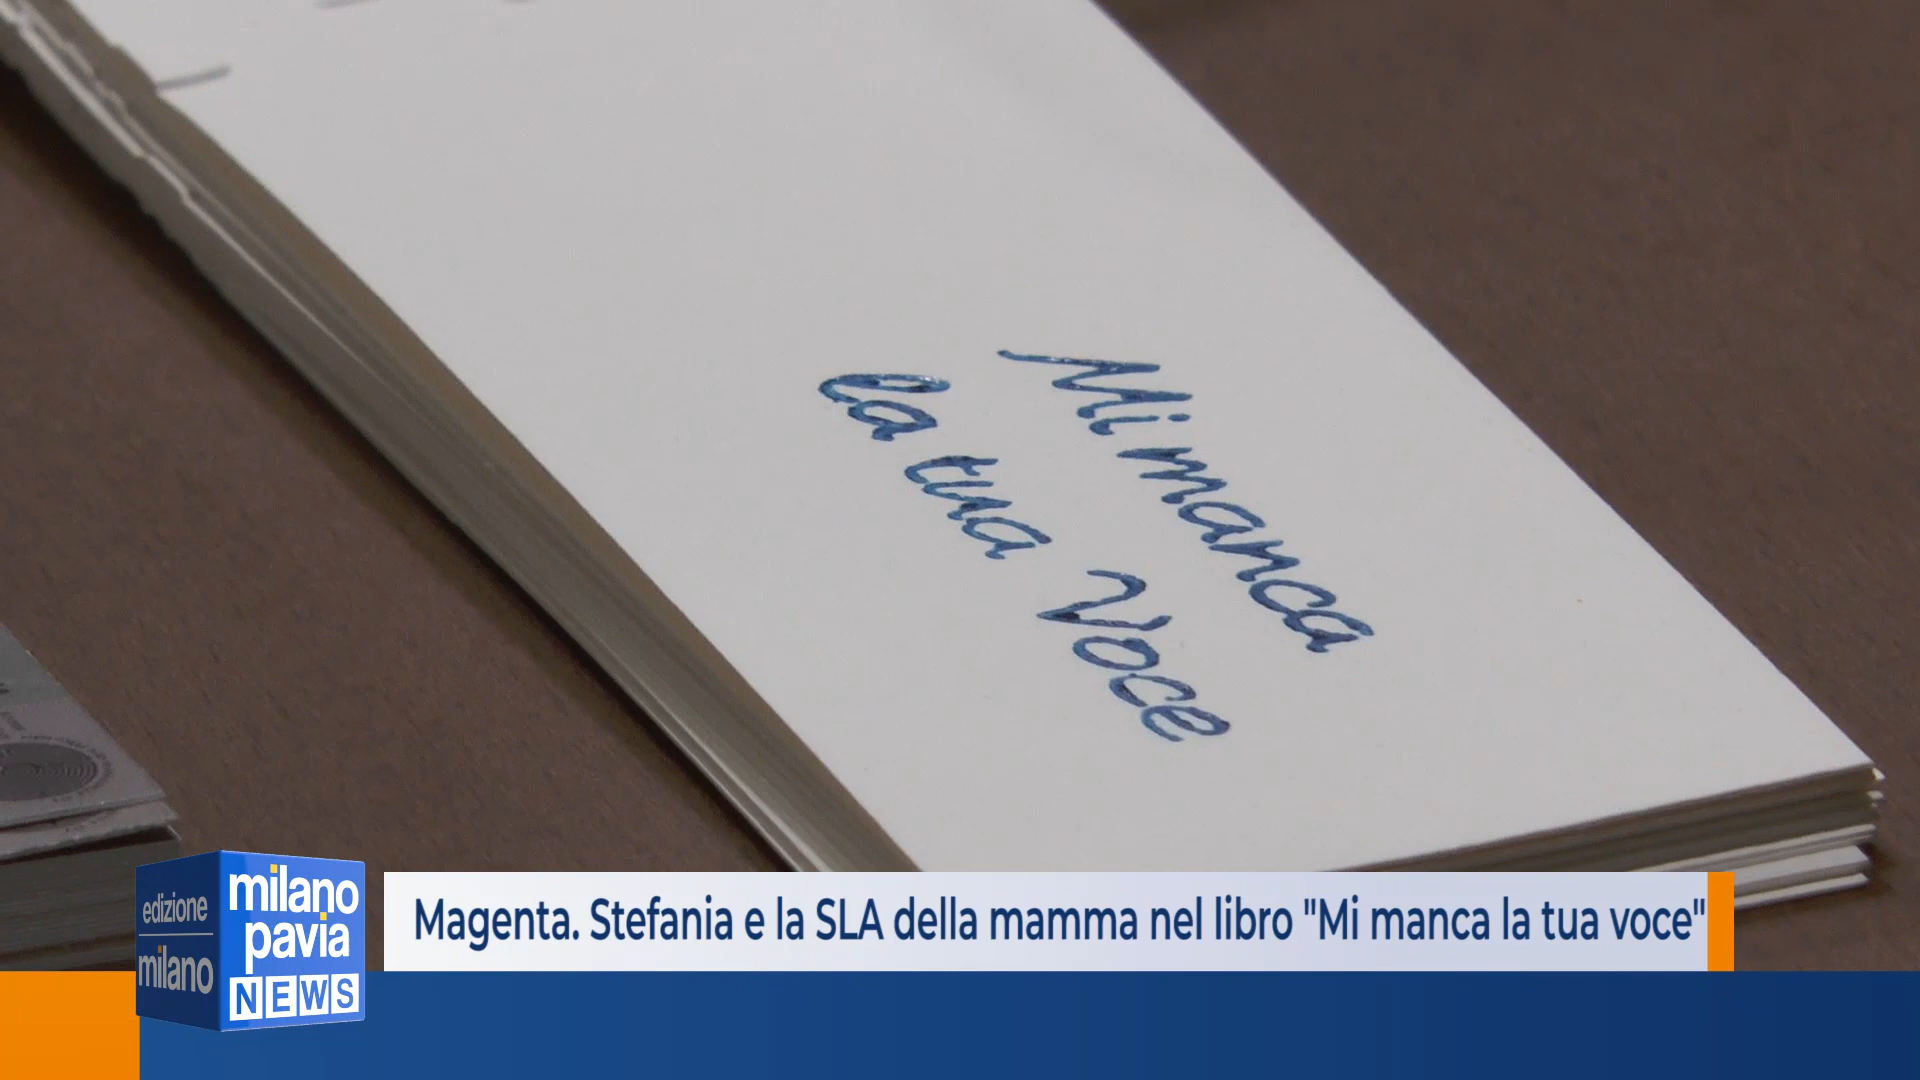 Mi manca
la tua Voce
edizione
milano
milano
pavia
NEWS
Magenta. Stefania e la SLA della mamma nel libro "Mi manca la tua voce"